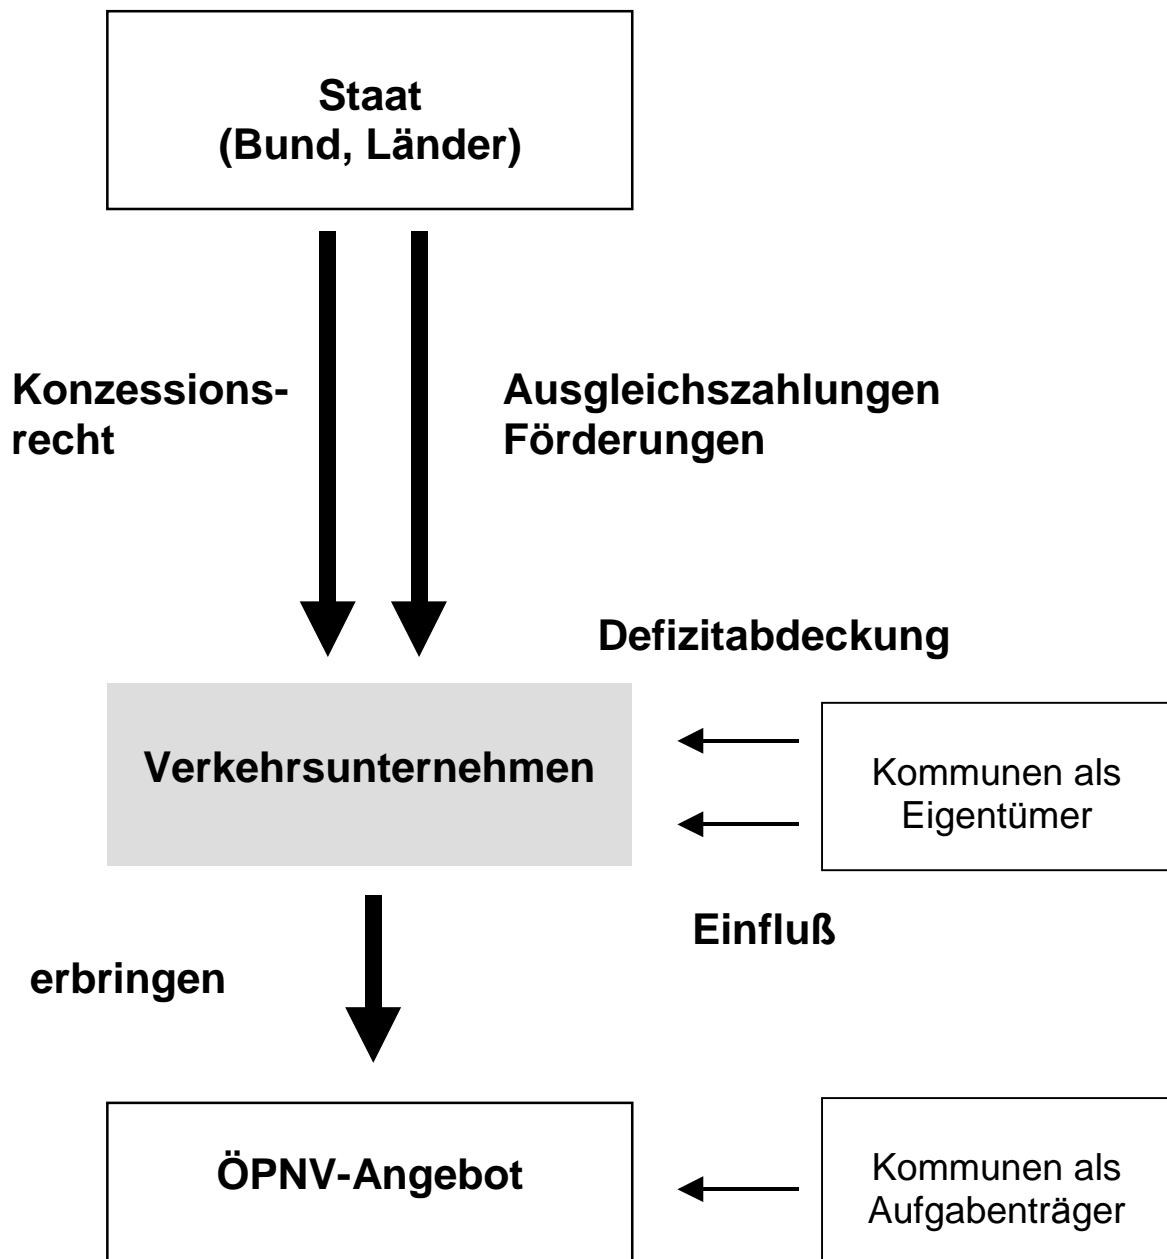 Staat
(Bund, Länder)
Konzessions-
recht
Ausgleichszahlungen
Förderungen
Defizitabdeckung
Verkehrsunternehmen
Kommunen als
Eigentümer
Einfluß
erbringen
ÖPNV-Angebot
Kommunen als
Aufgabenträger